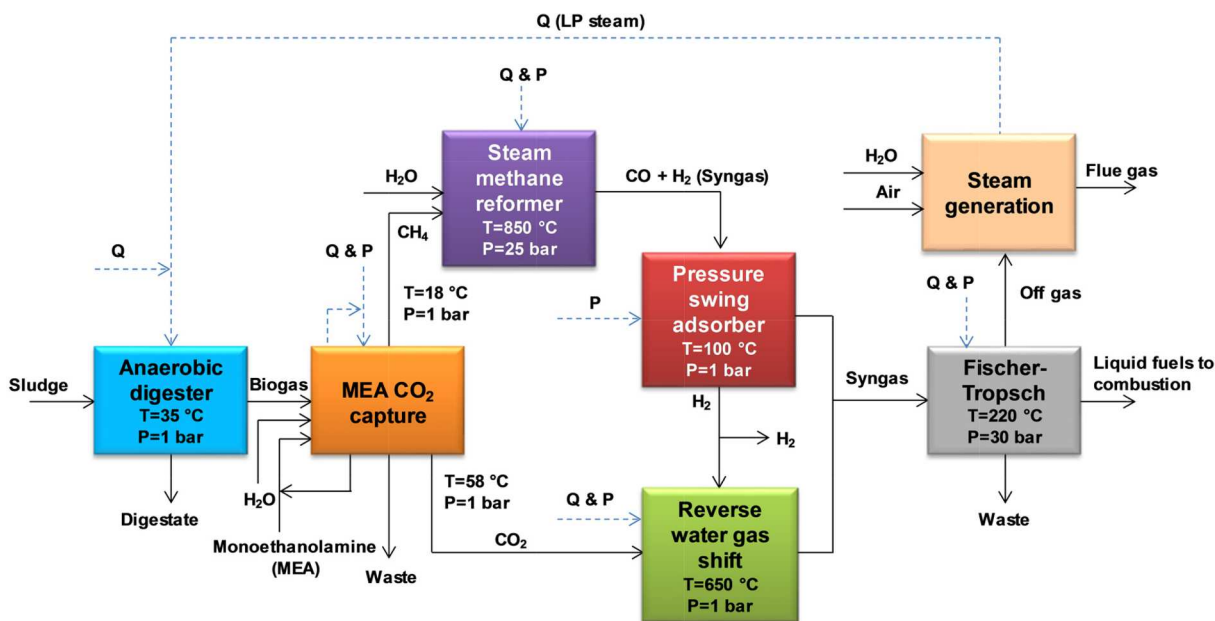 Q (LP steam)
Q & P
Steam
methane
reformer
T=850 °C
P=25 bar
H₂O
CH₄
CO + H₂ (Syngas)
H₂O
Air
Steam
generation
Flue gas
Q
Q & P
T=18 °C
P=1 bar
P
Pressure
swing
adsorber
T=100 °C
P=1 bar
Q & P
Off gas
Sludge
Anaerobic
digester
T=35 °C
P=1 bar
Biogas
MEA CO₂
capture
H₂
H₂
Syngas
Fischer-
Tropsch
T=220 °C
P=30 bar
Liquid fuels to
combustion
Digestate
H₂O
Monoethanolamine
(MEA)
Waste
T=58 °C
P=1 bar
CO₂
Q & P
Reverse
water gas
shift
T=650 °C
P=1 bar
Waste